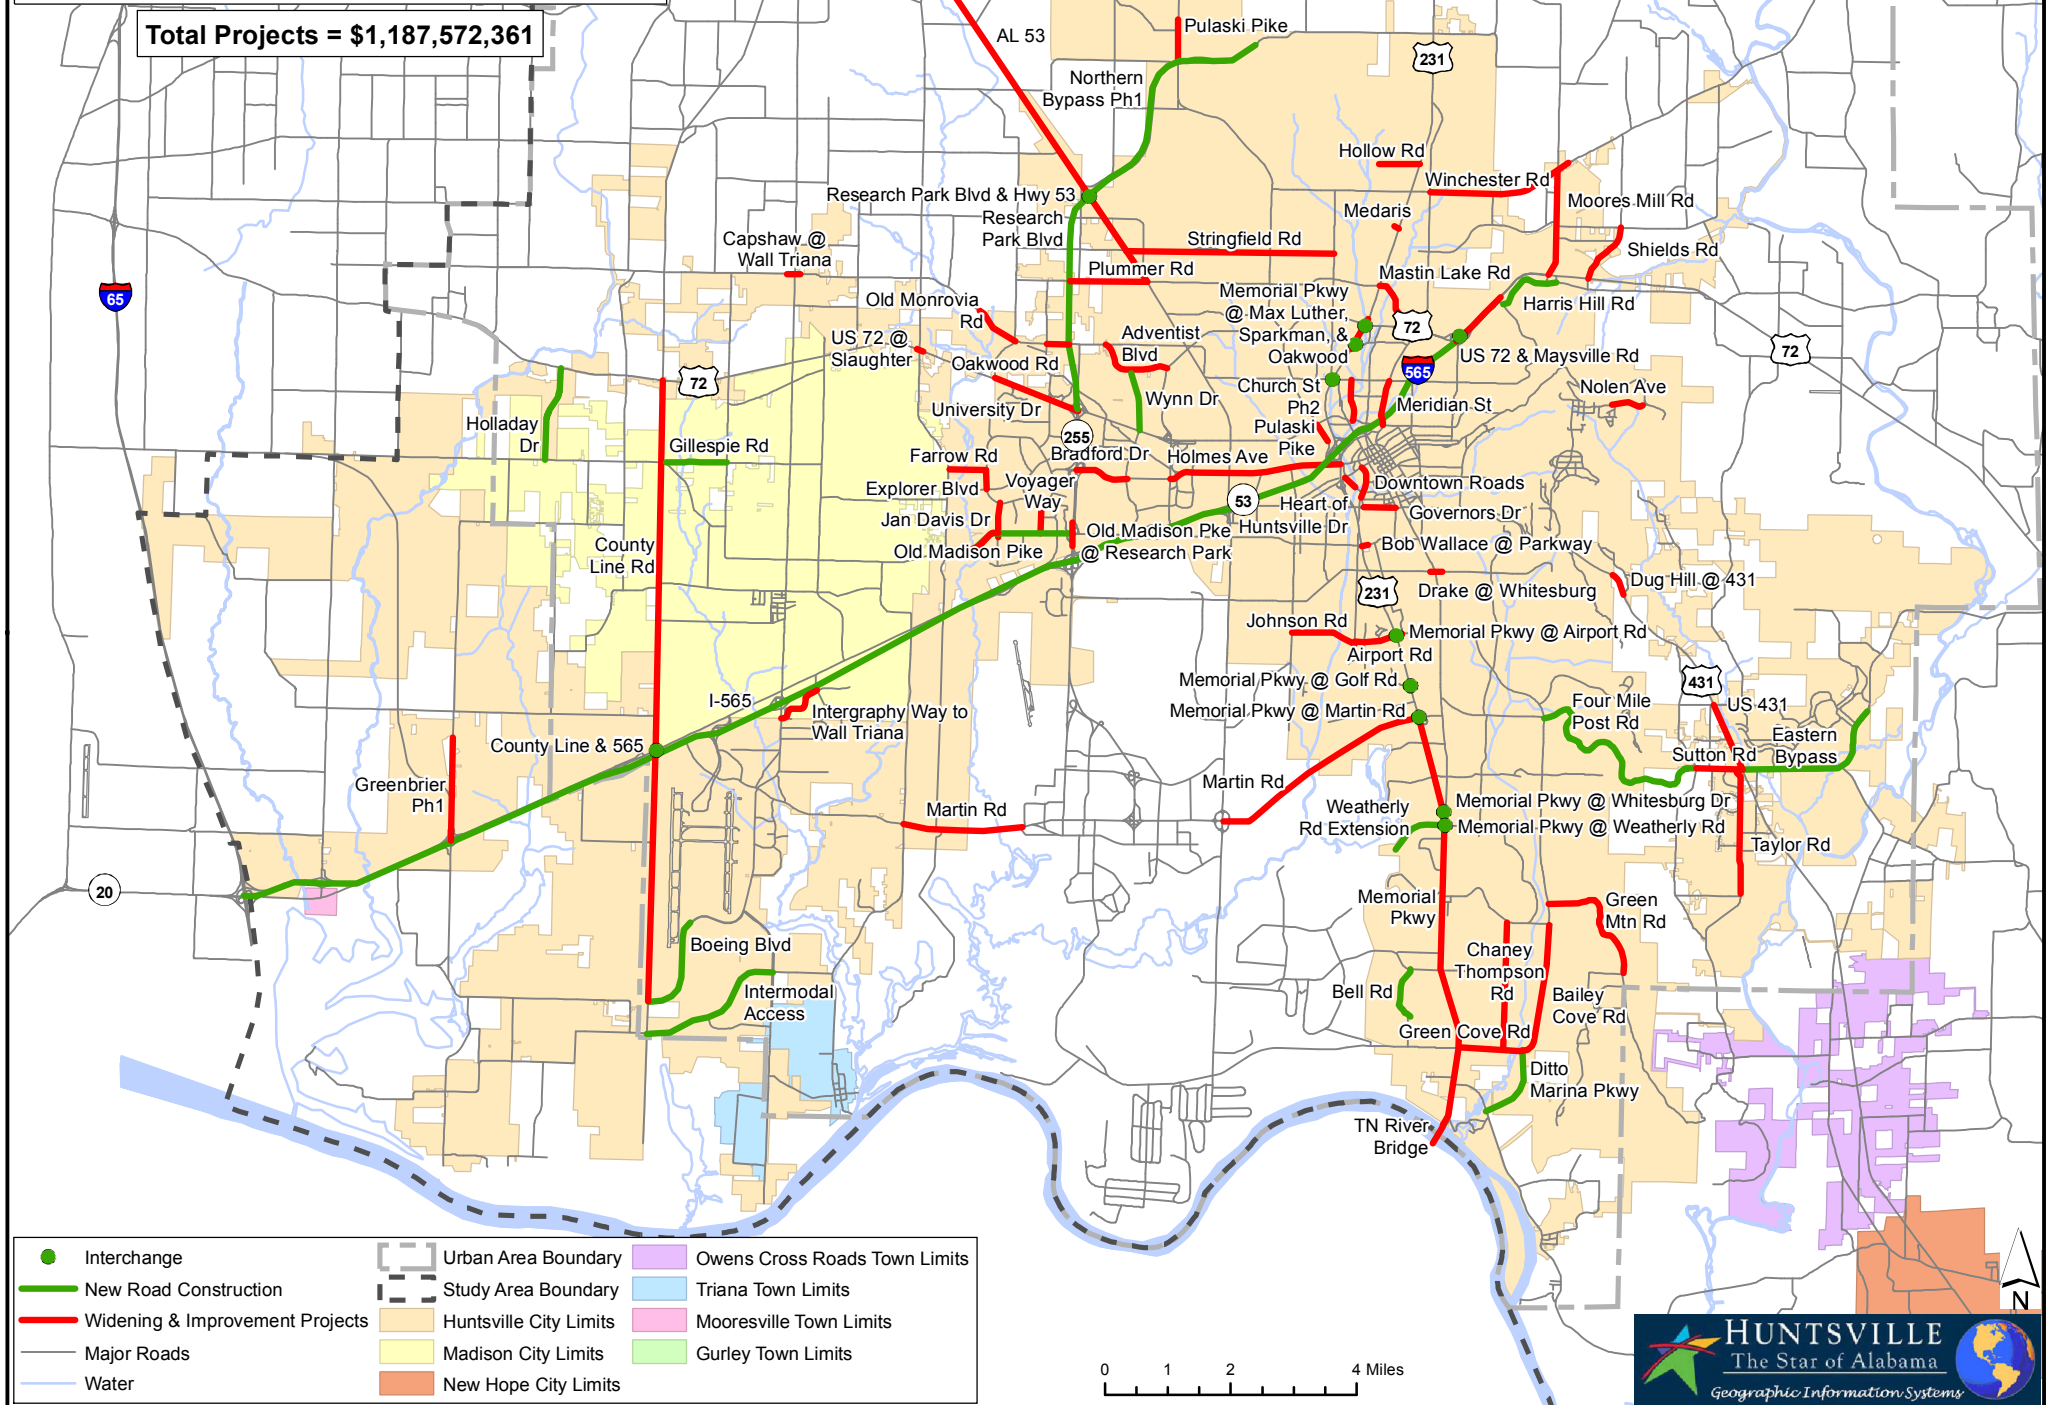 Total Projects = $1,187,572,361
AL 53
Pulaski Pike
231
Northern
Bypass Ph1
Hollow Rd
Winchester Rd
Research Park Blvd & Hwy 53
Moores Mill Rd
Research
Park Blvd
Medaris
Capshaw @
Wall Triana
Stringfield Rd
Shields Rd
Plummer Rd
Mastin Lake Rd
65
Old Monrovia
Rd
Memorial Pkwy
@ Max Luther,
Sparkman, &
Oakwood
Harris Hill Rd
72
US 72 @
Slaughter
Adventist
Blvd
72
US 72 & Maysville Rd
Oakwood Rd
565
72
Church St
Ph2
Nolen Ave
Wynn Dr
Meridian St
University Dr
Holladay
Dr
Pulaski
Pike
255
Gillespie Rd
Bradford Dr
Holmes Ave
Farrow Rd
Voyager
Way
Explorer Blvd
Downtown Roads
53
Heart of
Huntsville Dr
Governors Dr
Jan Davis Dr
Old Madison Pke
@ Research Park
Old Madison Pike
County
Line Rd
Bob Wallace @ Parkway
Dug Hill @ 431
231
Drake @ Whitesburg
Johnson Rd
Memorial Pkwy @ Airport Rd
Airport Rd
Memorial Pkwy @ Golf Rd
431
I-565
Four Mile
Post Rd
US 431
Memorial Pkwy @ Martin Rd
Intergraphy Way to
Wall Triana
Eastern
Bypass
County Line & 565
Sutton Rd
Greenbrier
Ph1
Martin Rd
Martin Rd
Weatherly
Rd Extension
Memorial Pkwy @ Whitesburg Dr
Memorial Pkwy @ Weatherly Rd
Taylor Rd
20
Memorial
Pkwy
Green
Mtn Rd
Boeing Blvd
Chaney
Thompson
Rd
Intermodal
Access
Bell Rd
Bailey
Cove Rd
Green Cove Rd
Ditto
Marina Pkwy
TN River
Bridge
Interchange
New Road Construction
Widening & Improvement Projects
Major Roads
Water
Urban Area Boundary
Study Area Boundary
Huntsville City Limits
Madison City Limits
New Hope City Limits
Owens Cross Roads Town Limits
Triana Town Limits
Mooresville Town Limits
Gurley Town Limits
0 1 2 4 Miles
N
HUNTSVILLE
The Star of Alabama
Geographic Information Systems